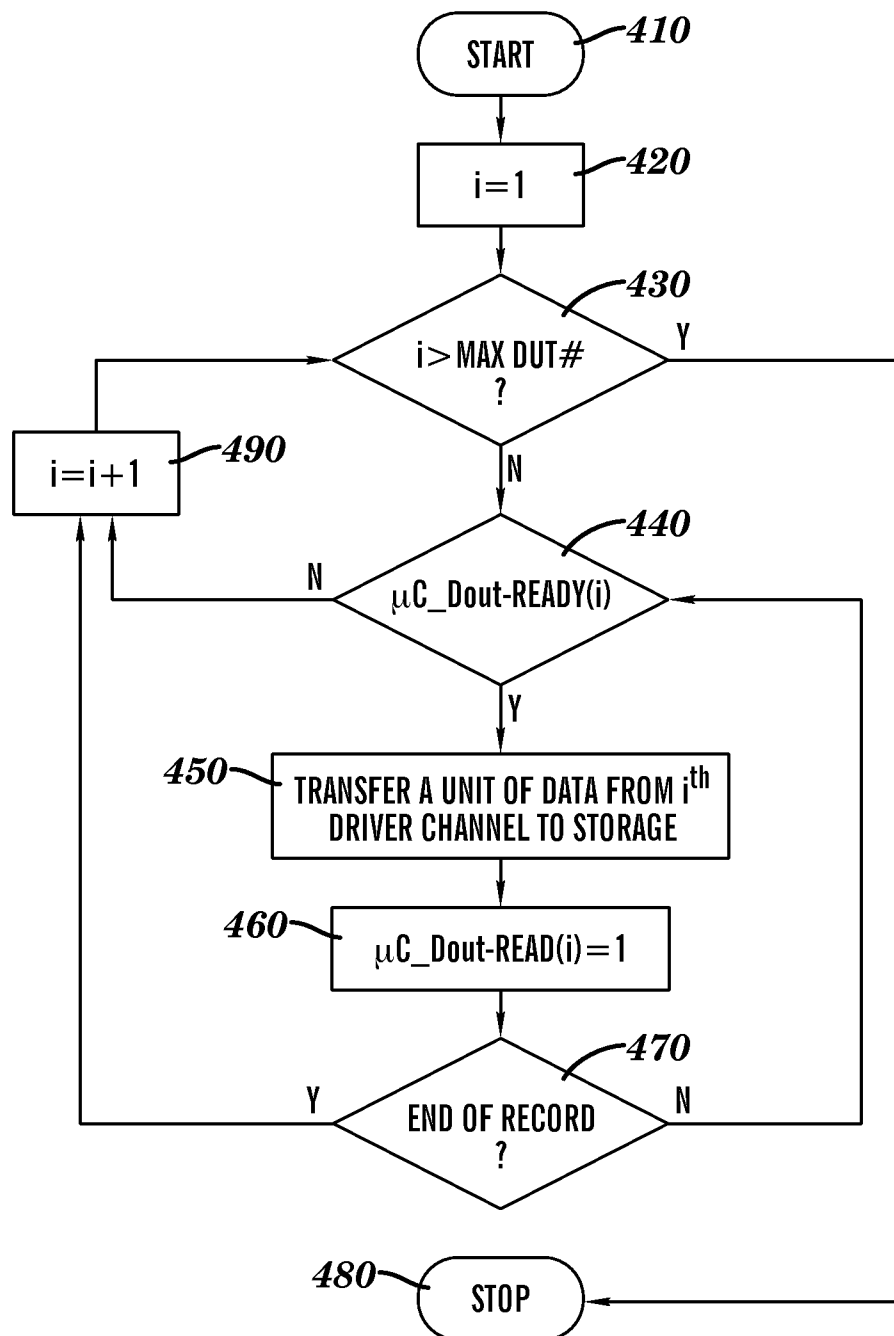 START
410
i=1
420
430
i>MAX DUT#
?
Y
N
i=i+1
490
440
µC_Dout-READY(i)
N
Y
450
TRANSFER A UNIT OF DATA FROM ith
DRIVER CHANNEL TO STORAGE
460
µC_Dout-READ(i)=1
470
Y
END OF RECORD
?
N
480
STOP